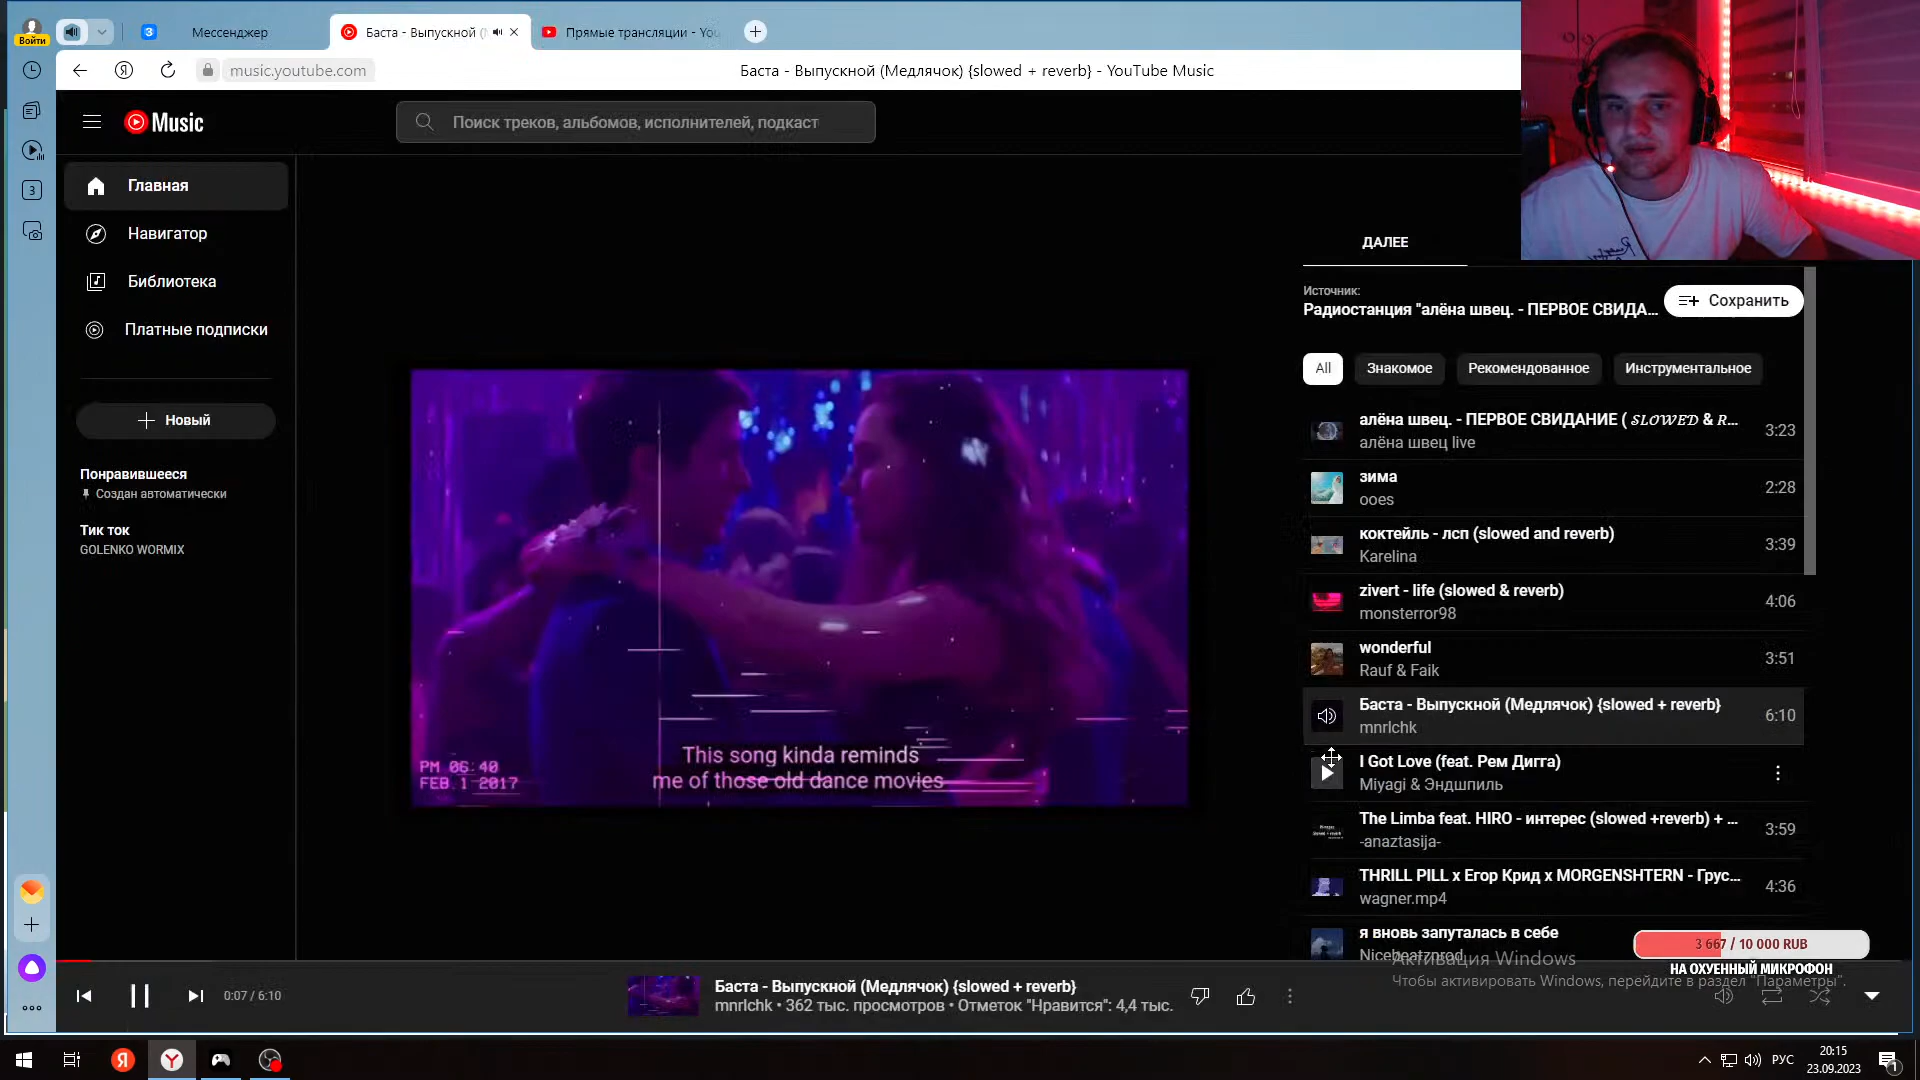 Войти
3
Мессенджер
Баста - Выпускной (
Прямые трансляции - You
music.youtube.com
Баста - Выпускной (Медлячок) {slowed + reverb} - YouTube Music
3
Music
Поиск треков, альбомов, исполнителей, подкаст
Главная
Навигатор
Библиотека
Платные подписки
Новый
Понравившееся
Создан автоматически
Тик ток
GOLENKO WORMIX
This song kinda reminds
me of those old dance movies
PM 06:40
FEB.1 2017
ДАЛЕЕ
Источник:
Радиостанция "алёна швец. - ПЕРВОЕ СВИДА...
Сохранить
All
Знакомое
Рекомендованное
Инструментальное
алёна швец. - ПЕРВОЕ СВИДАНИЕ ( 𝓢𝓛𝓞𝓦𝓔𝓓 & 𝓡...
алёна швец live
3:23
зима
ooes
2:28
коктейль - лсп (slowed and reverb)
Karelina
3:39
zivert - life (slowed & reverb)
monsterror98
4:06
wonderful
Rauf & Faik
3:51
Баста - Выпускной (Медлячок) {slowed + reverb}
mnrlchk
6:10
I Got Love (feat. Рем Дигга)
Miyagi & Эндшпиль
The Limba feat. HIRO - интерес (slowed +reverb) + ...
-anaztasija-
3:59
THRILL PILL x Егор Крид x MORGENSHTERN - Грус...
wagner.mp4
4:36
я вновь запуталась в себе
Nicebeatzprod
3 667 / 10 000 RUB
НА ОХУЕННЫЙ МИКРОФОН
Активация Windows
Чтобы активировать Windows, перейдите в раздел "Параметры".
0:07 / 6:10
Баста - Выпускной (Медлячок) {slowed + reverb}
mnrlchk • 362 тыс. просмотров • Отметок "Нравится": 4,4 тыс.
РУС
20:15
23.09.2023
1